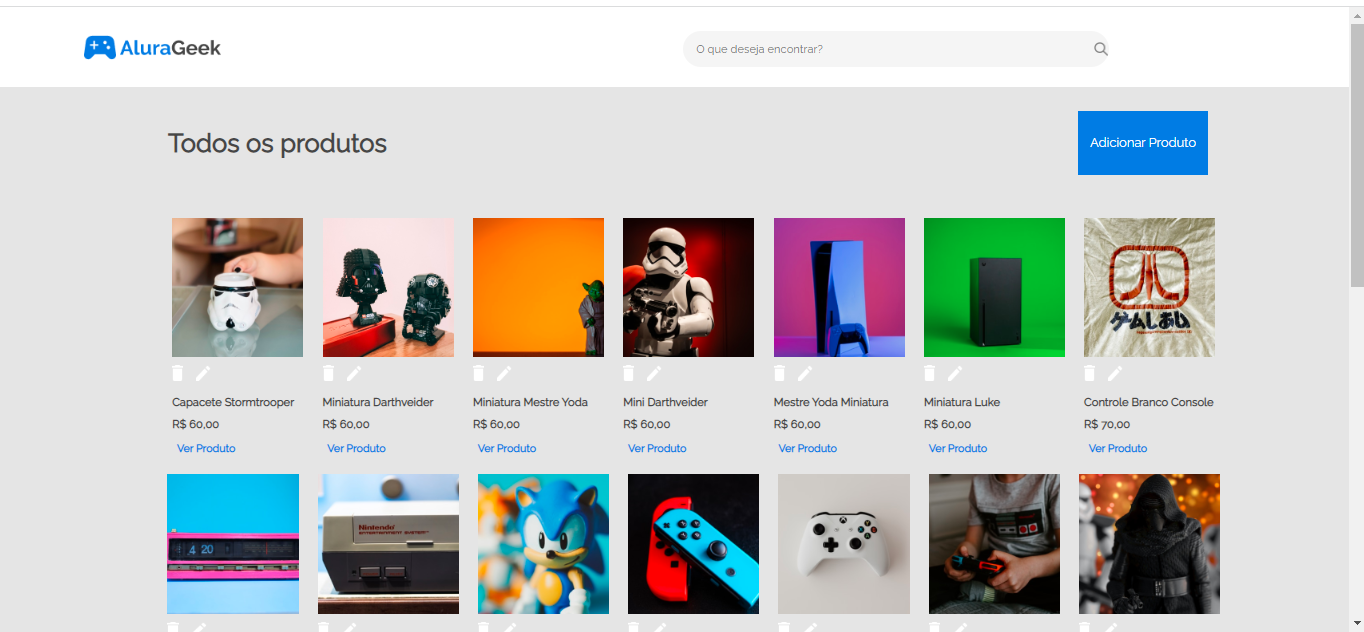 AluraGeek
O que deseja encontrar?
Todos os produtos
Adicionar Produto
ゲムしあし
Capacete Stormtrooper
Miniatura Darthveider
Miniatura Mestre Yoda
Mini Darthveider
Mestre Yoda Miniatura
Miniatura Luke
Controle Branco Console
R$ 60,00
R$ 60,00
R$ 60,00
R$ 60,00
R$ 60,00
R$ 60,00
R$ 70,00
Ver Produto
Ver Produto
Ver Produto
Ver Produto
Ver Produto
Ver Produto
Ver Produto
4 20
Nintendo
ENTERTAINMENT SYSTEM